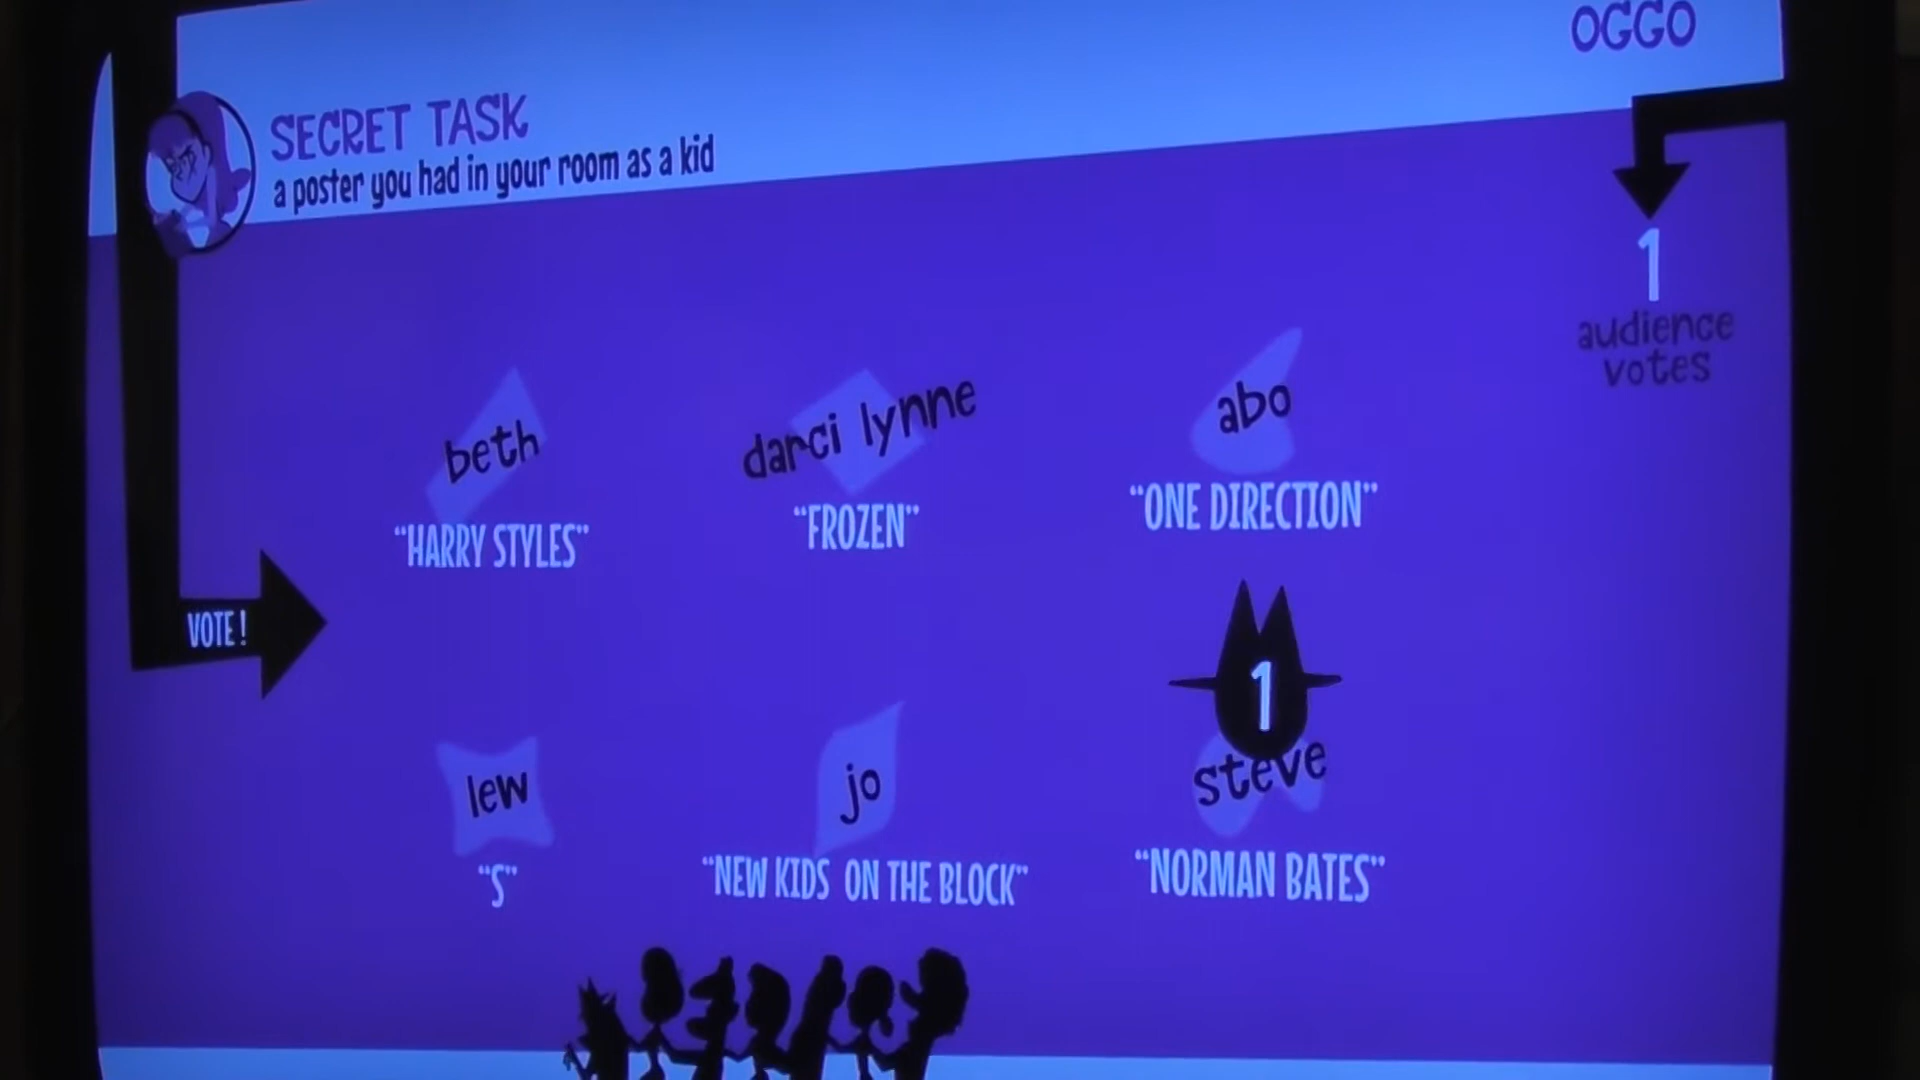 OGGO
SECRET TASK
a poster you had in your room as a kid
1
audience
votes
beth
"HARRY STYLES"
darci lynne
"FROZEN"
abo
"ONE DIRECTION"
VOTE!
lew
"S"
jo
"NEW KIDS ON THE BLOCK"
1
steve
"NORMAN BATES"